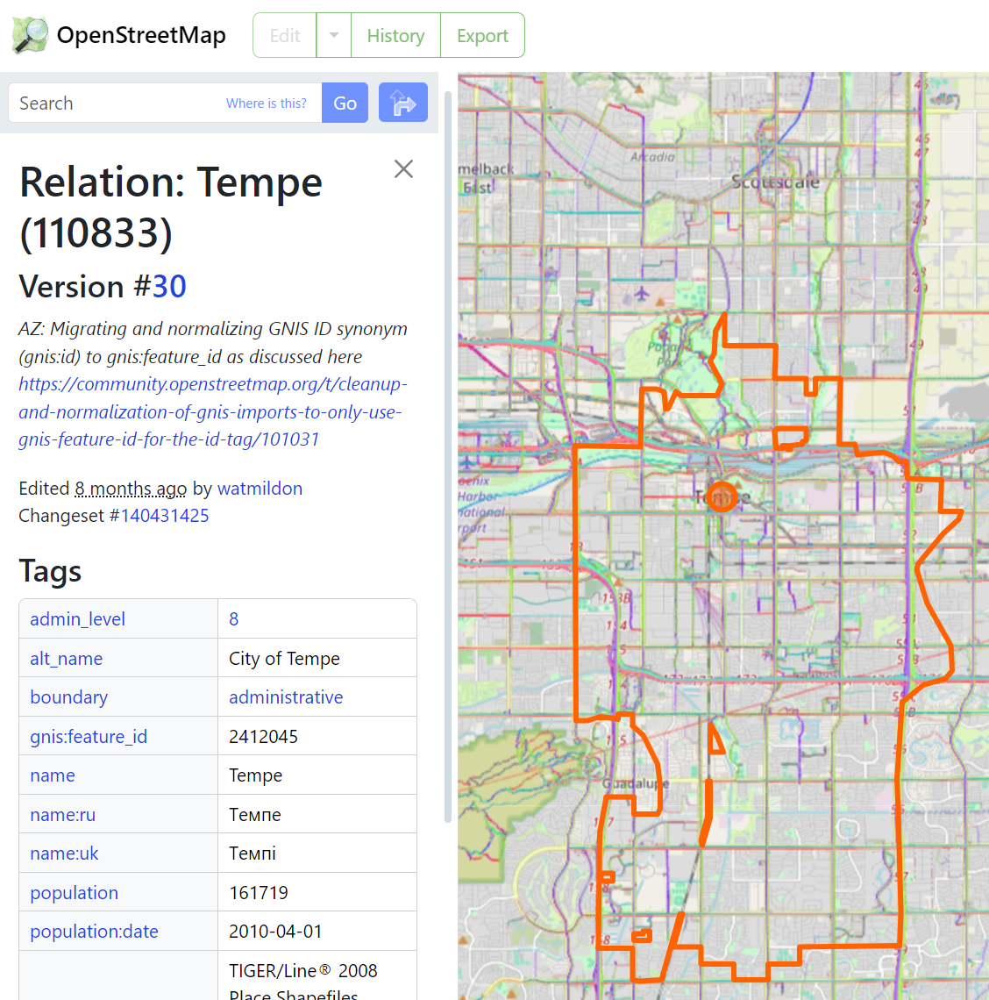 OpenStreetMap
Edit
History
Export
Search
Where is this?
Go
Relation: Tempe
(110833)
Version #30
AZ: Migrating and normalizing GNIS ID synonym
(gnis:id) to gnis:feature_id as discussed here
https://community.openstreetmap.org/t/cleanup-
and-normalization-of-gnis-imports-to-only-use-
gnis-feature-id-for-the-id-tag/101031
Edited 8 months ago by watmildon
Changeset #140431425
Tags
admin_level 8
alt_name City of Tempe
boundary administrative
gnis:feature_id 2412045
name Tempe
name:ru Темпе
name:uk Темпі
population 161719
population:date 2010-04-01
TIGER/Line® 2008
Place Shapefiles
Arcadia
melback
East
Scottsdale
Park
Tempe
oenix
Harbor
national
rport
Guadalupe